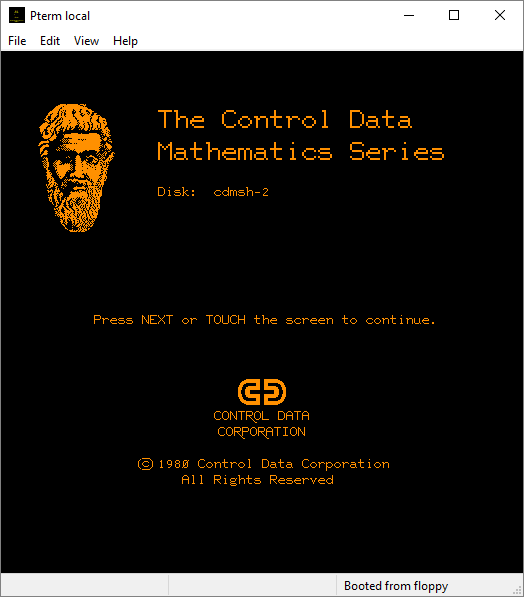 Pterm local
File Edit View Help
The Control Data
Mathematics Series
Disk: cdmsh-2
Press NEXT or TOUCH the screen to continue.
CONTROL DATA
CORPORATION
© 1980 Control Data Corporation
All Rights Reserved
Booted from floppy